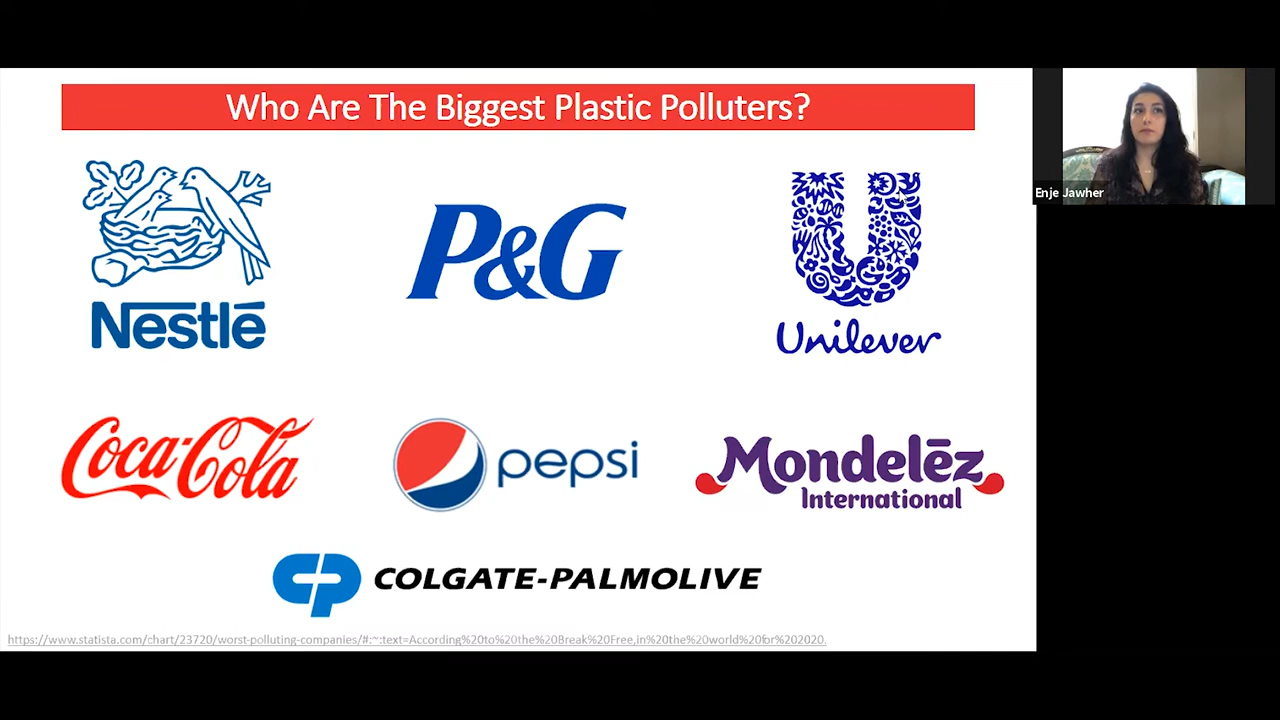 Who Are The Biggest Plastic Polluters?
Enje Jawher
Nestlé
P&G
Unilever
Coca-Cola
pepsi
Mondelēz
International
CP COLGATE-PALMOLIVE
https://www.statista.com/chart/23720/worst-polluting-companies/#:~:text=According%20to%20the%20Break%20Free,in%20the%20world%20for%202020.